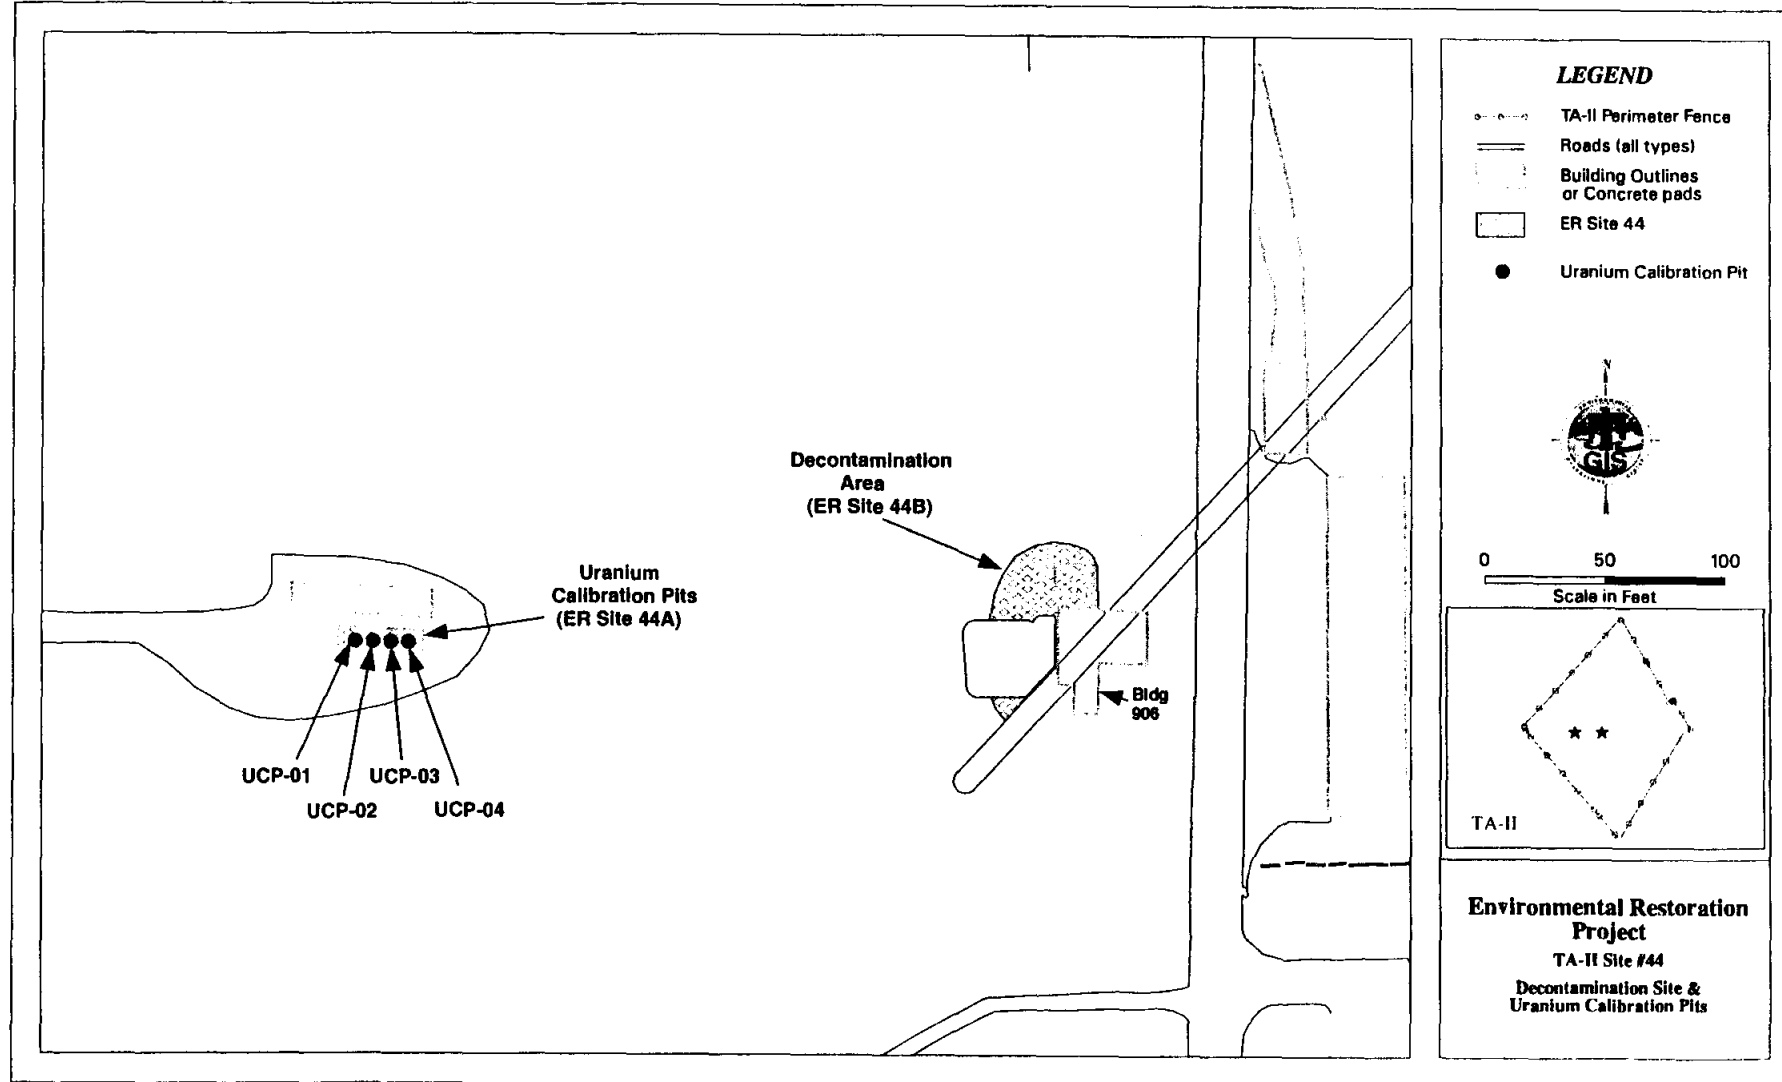 Decontamination
Area
(ER Site 44B)
Uranium
Calibration Pits
(ER Site 44A)
Bldg
906
UCP-01
UCP-03
UCP-02
UCP-04
LEGEND
TA-II Perimeter Fence
Roads (all types)
Building Outlines
or Concrete pads
ER Site 44
Uranium Calibration Pit
N
GIS
0 50 100
Scale in Feet
TA-II
Environmental Restoration
Project
TA-II Site #44
Decontamination Site &
Uranium Calibration Pits